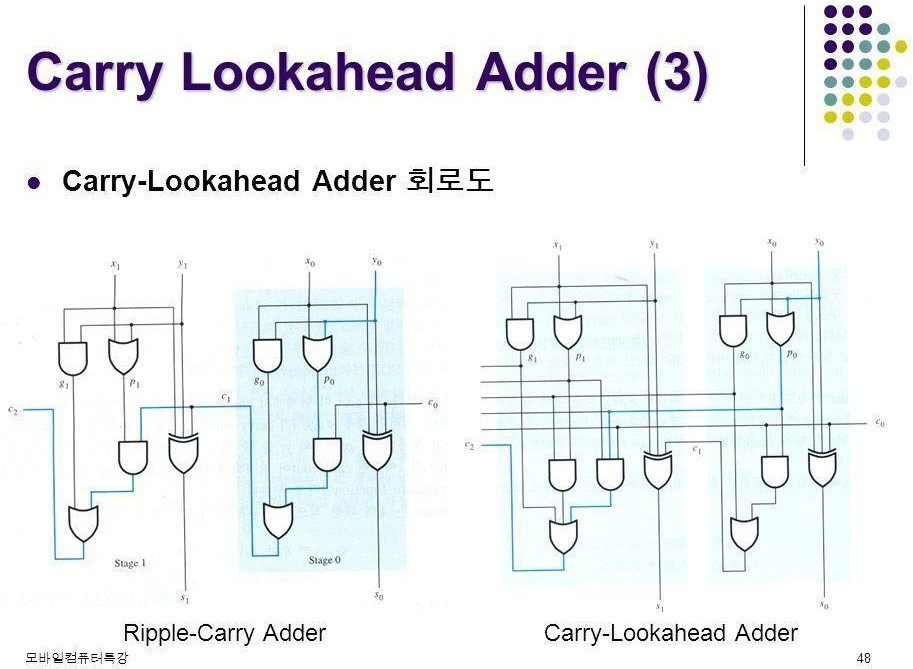 Carry Lookahead Adder (3)
Carry-Lookahead Adder 회로도
x₁ y₁ x₀ y₀
g₁ p₁ g₀ p₀
c₂ c₁ c₀
Stage 1 Stage 0
s₁ s₀
Ripple-Carry Adder
x₁ y₁ x₀ y₀
g₁ p₁ g₀ p₀
c₂ c₁ c₀
s₁ s₀
Carry-Lookahead Adder
모바일컴퓨터특강
48